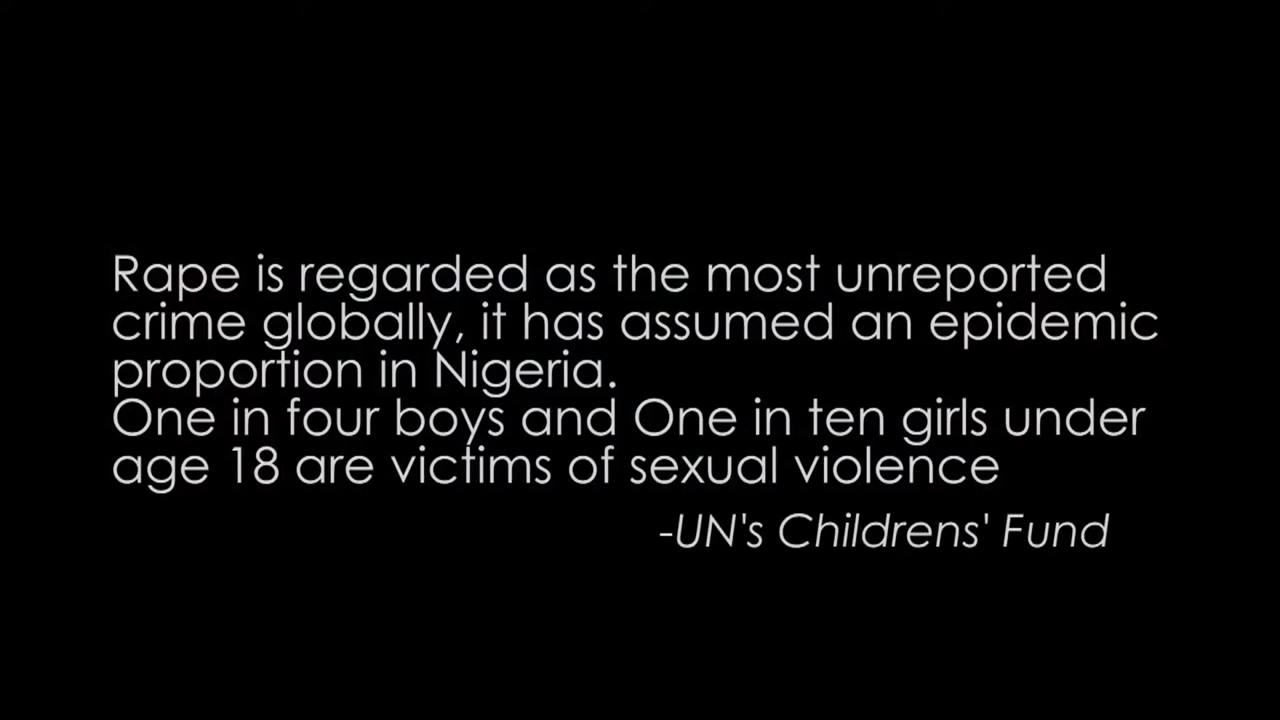 Rape is regarded as the most unreported
crime globally, it has assumed an epidemic
proportion in Nigeria.
One in four boys and One in ten girls under
age 18 are victims of sexual violence
-UN's Childrens' Fund